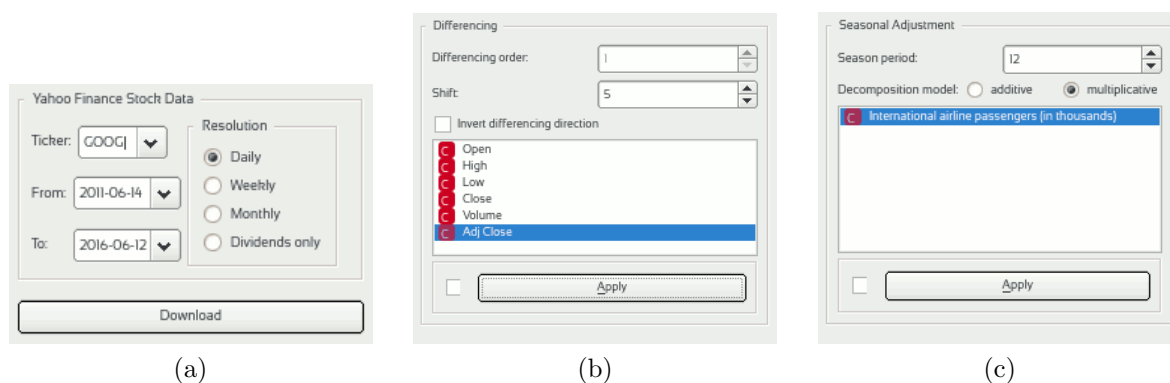 Yahoo Finance Stock Data
Ticker: GOOG
From: 2011-06-14
To: 2016-06-12
Resolution
Daily
Weekly
Monthly
Dividends only
Download
(a)
Differencing
Differencing order: 1
Shift: 5
Invert differencing direction
C Open
C High
C Low
C Close
C Volume
C Adj Close
Apply
(b)
Seasonal Adjustment
Season period: 12
Decomposition model: additive multiplicative
C International airline passengers (in thousands)
Apply
(c)